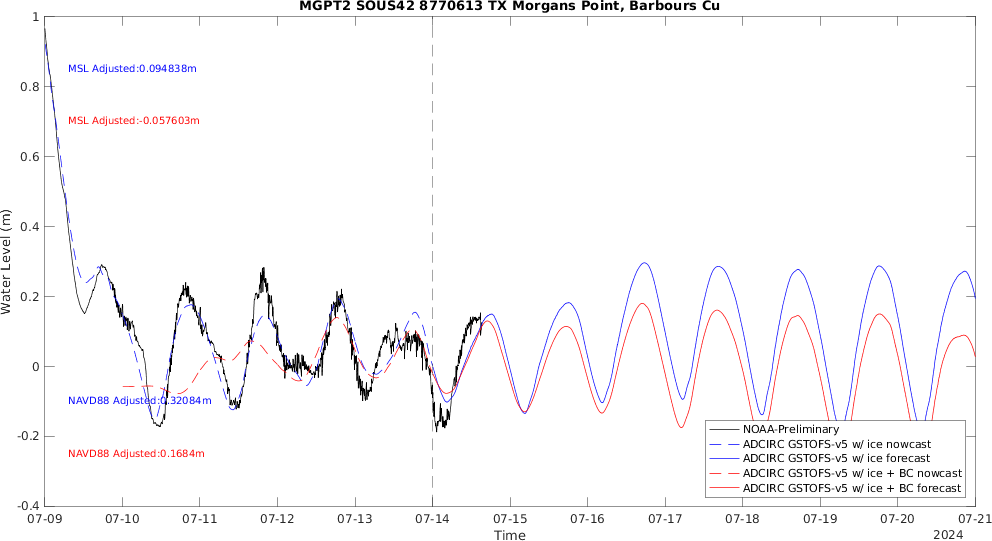 MGPT2 SOUS42 8770613 TX Morgans Point, Barbours Cu
Water Level (m)
1
0.8
0.6
0.4
0.2
0
-0.2
-0.4
MSL Adjusted:0.094838m
MSL Adjusted:-0.057603m
NAVD88 Adjusted:0.32084m
NAVD88 Adjusted:0.1684m
NOAA-Preliminary
ADCIRC GSTOFS-v5 w/ ice nowcast
ADCIRC GSTOFS-v5 w/ ice forecast
ADCIRC GSTOFS-v5 w/ ice + BC nowcast
ADCIRC GSTOFS-v5 w/ ice + BC forecast
07-09 07-10 07-11 07-12 07-13 07-14 07-15 07-16 07-17 07-18 07-19 07-20 07-21
Time
2024